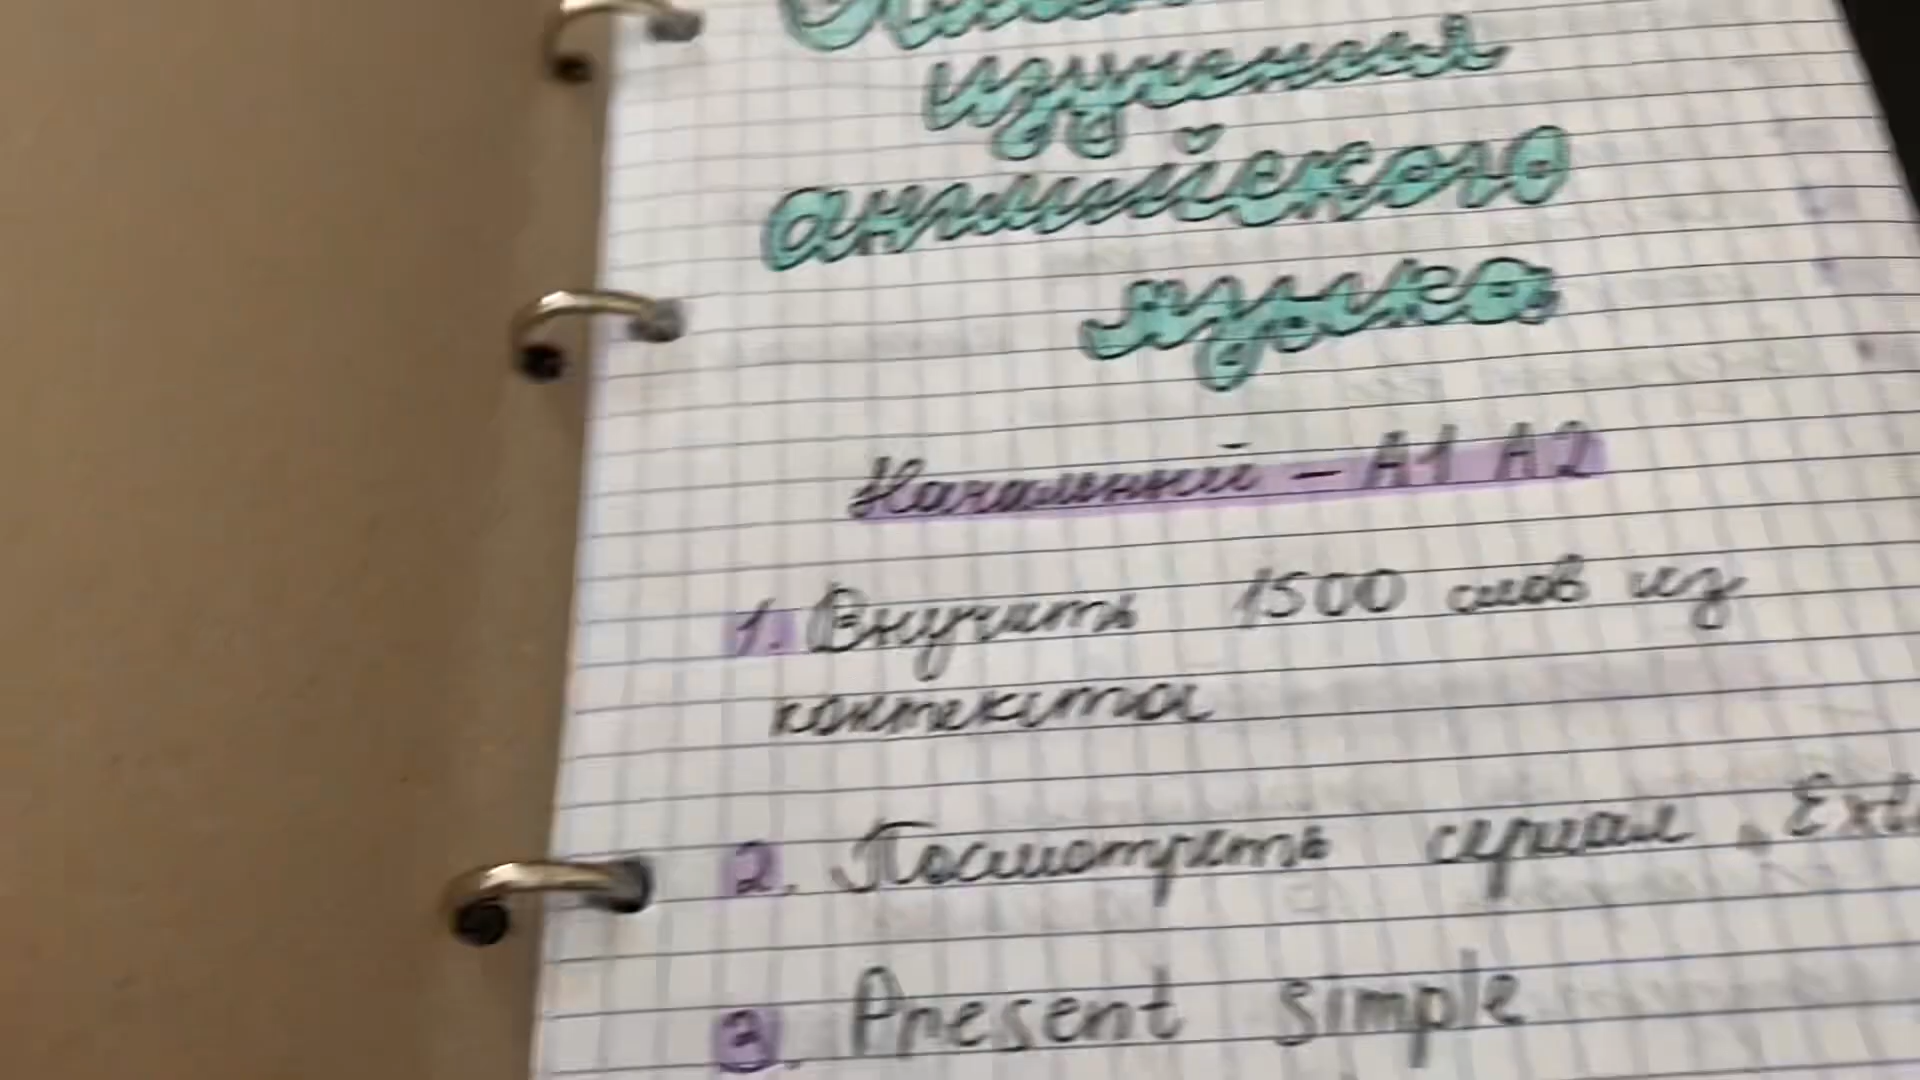 изучения
английского
языка
Начальный - A1 A2
1. Выучить 1500 слов из
контекста
2. Посмотреть сериал
3. Present simple